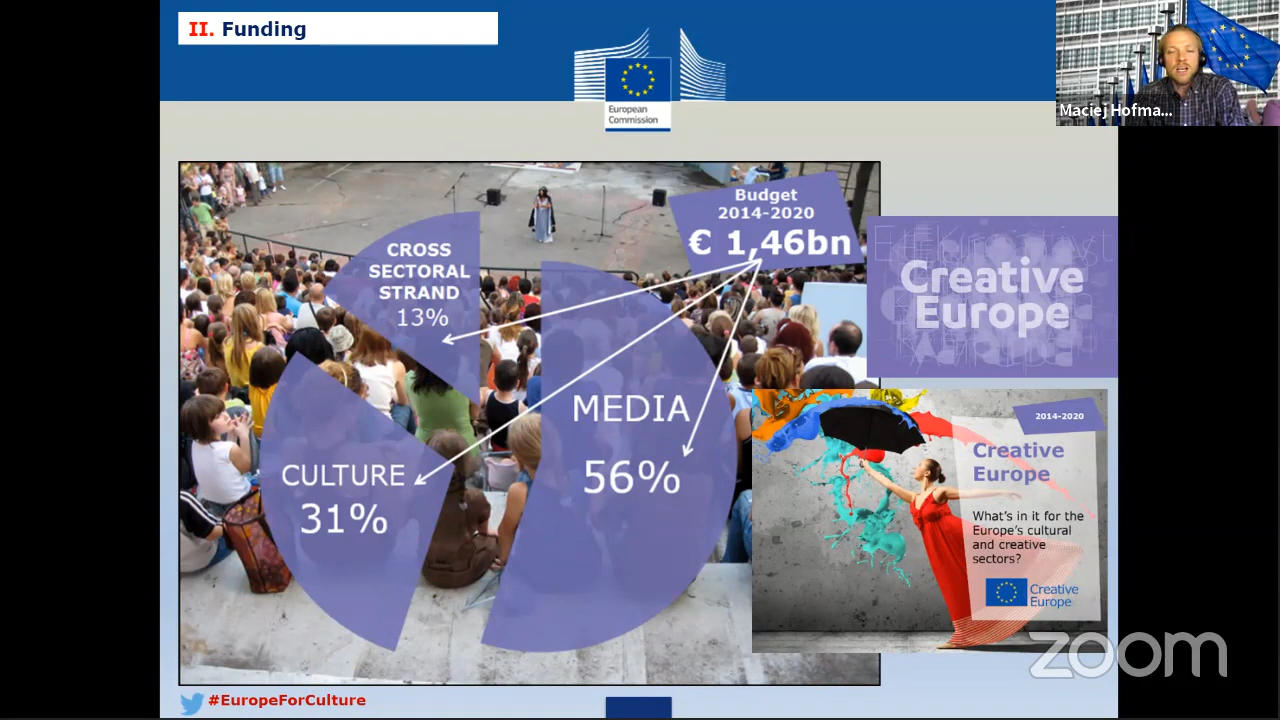 II. Funding
European
Commission
Maciej Hofma...
Budget
2014-2020
€ 1,46bn
CROSS
SECTORAL
STRAND
13%
MEDIA
56%
CULTURE
31%
Creative
Europe
2014-2020
Creative
Europe
What's in it for the
Europe's cultural
and creative
sectors?
Creative
Europe
zoom
#EuropeForCulture